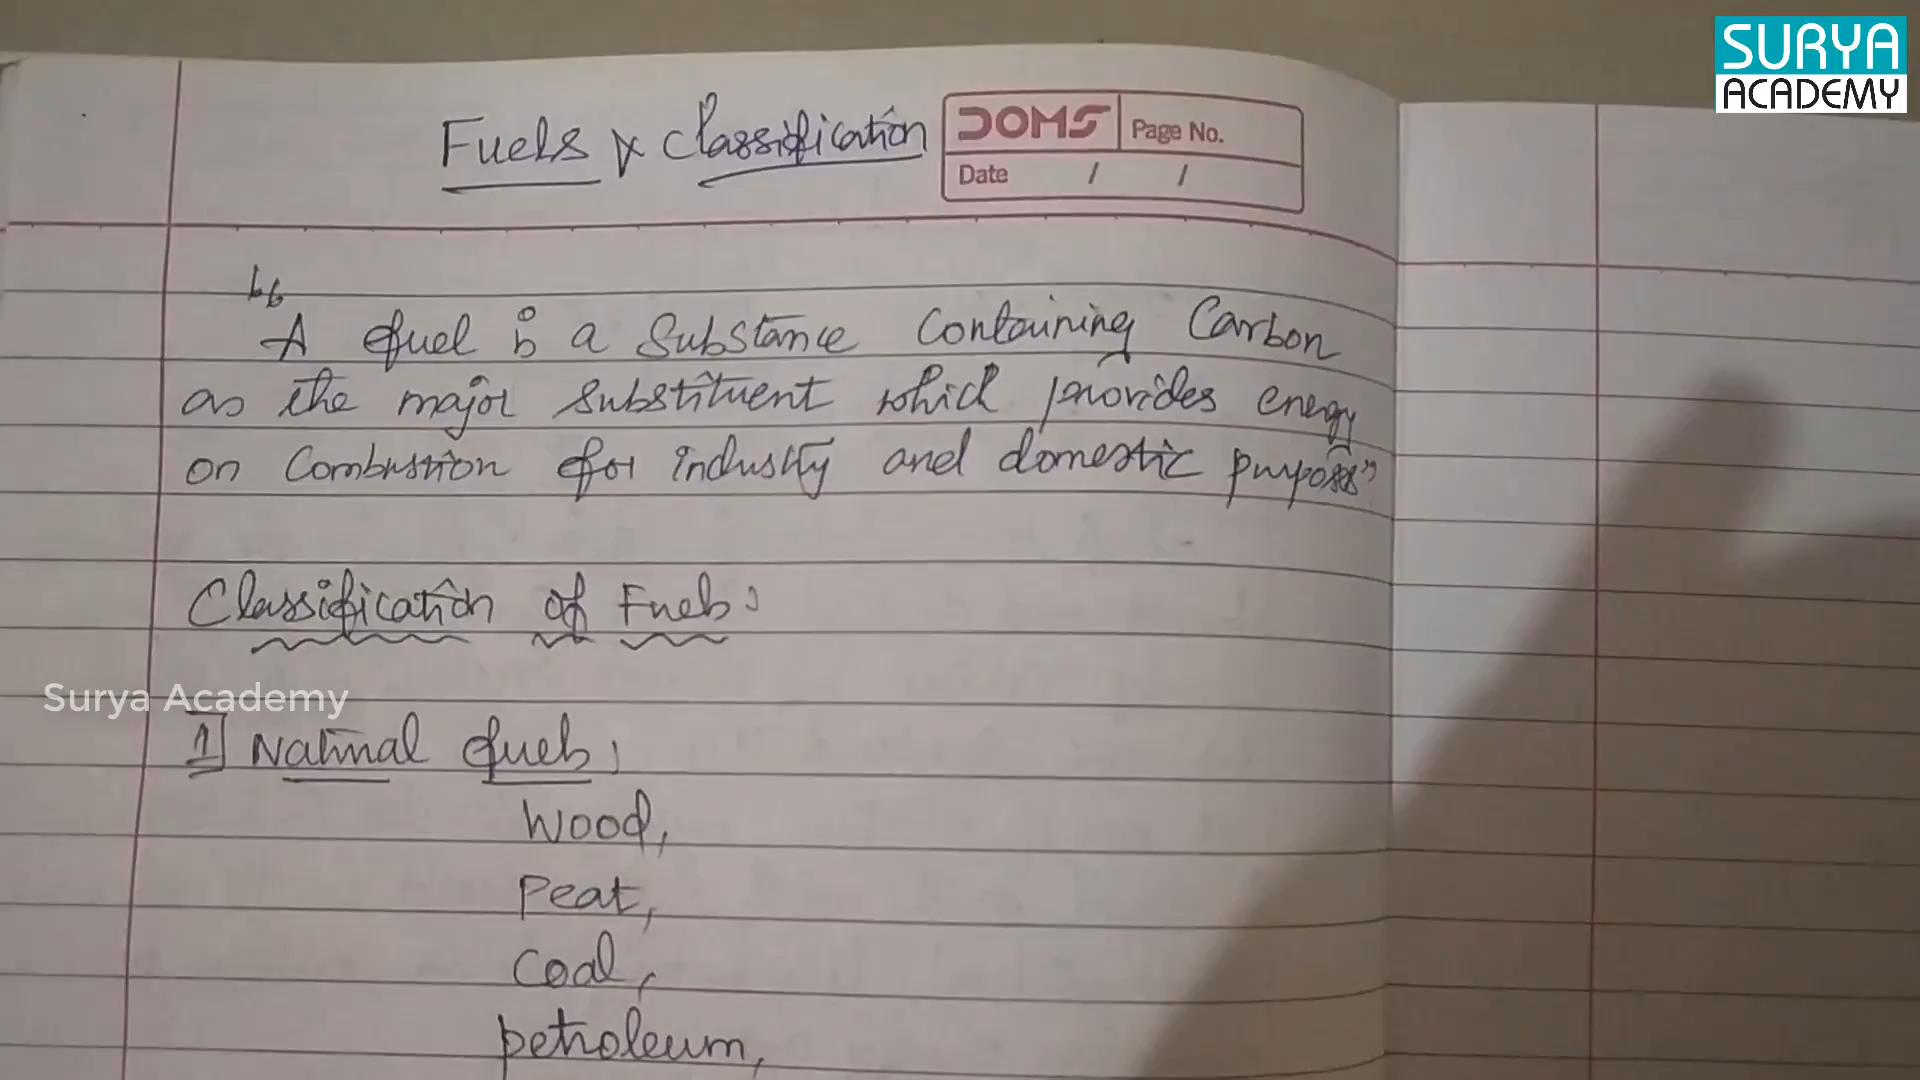 SURYA
ACADEMY
Fuels & Classification
DOMS Page No.
Date / /
"A fuel is a Substance Containing Carbon
as the major substituent which provides energy
on Combustion for industry and domestic purposes"
Classification of Fuels:
Surya Academy
1] Natural fuels:
Wood,
Peat,
Coal,
petroleum,